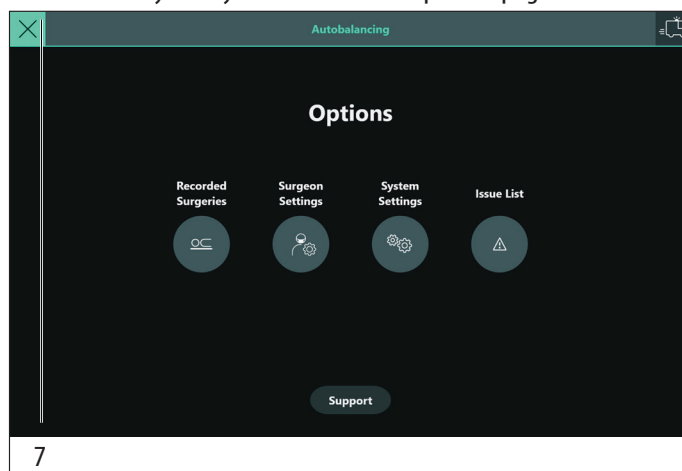 Autobalancing
Options
Recorded
Surgeries
Surgeon
Settings
System
Settings
Issue List
Support
7